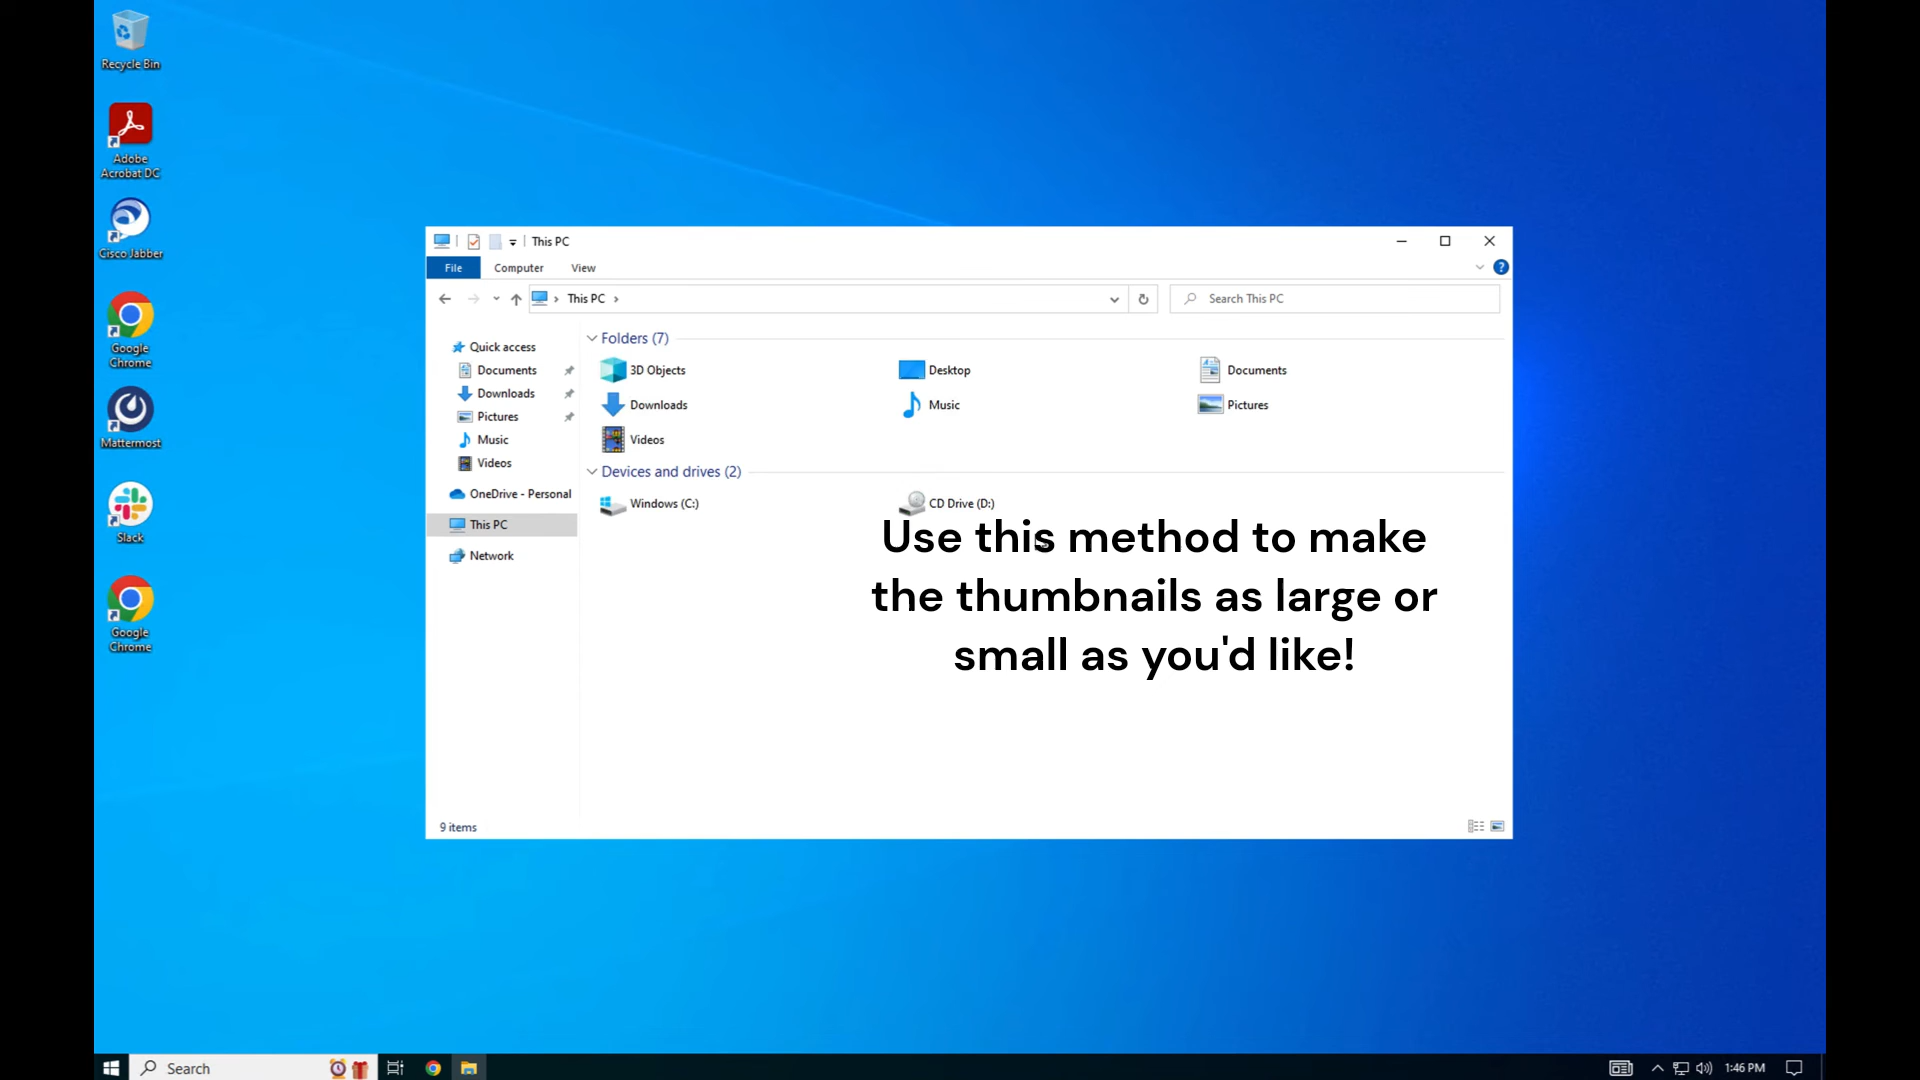 Recycle Bin
Adobe
Acrobat DC
Cisco Jabber
Google
Chrome
Mattermost
Slack
Google
Chrome
This PC
File
Computer
View
?
This PC
Search This PC
Quick access
Documents
Downloads
Pictures
Music
Videos
OneDrive - Personal
This PC
Network
Folders (7)
3D Objects
Desktop
Documents
Downloads
Music
Pictures
Videos
Devices and drives (2)
Windows (C:)
CD Drive (D:)
Use this method to make
the thumbnails as large or
small as you'd like!
9 items
Search
1:46 PM